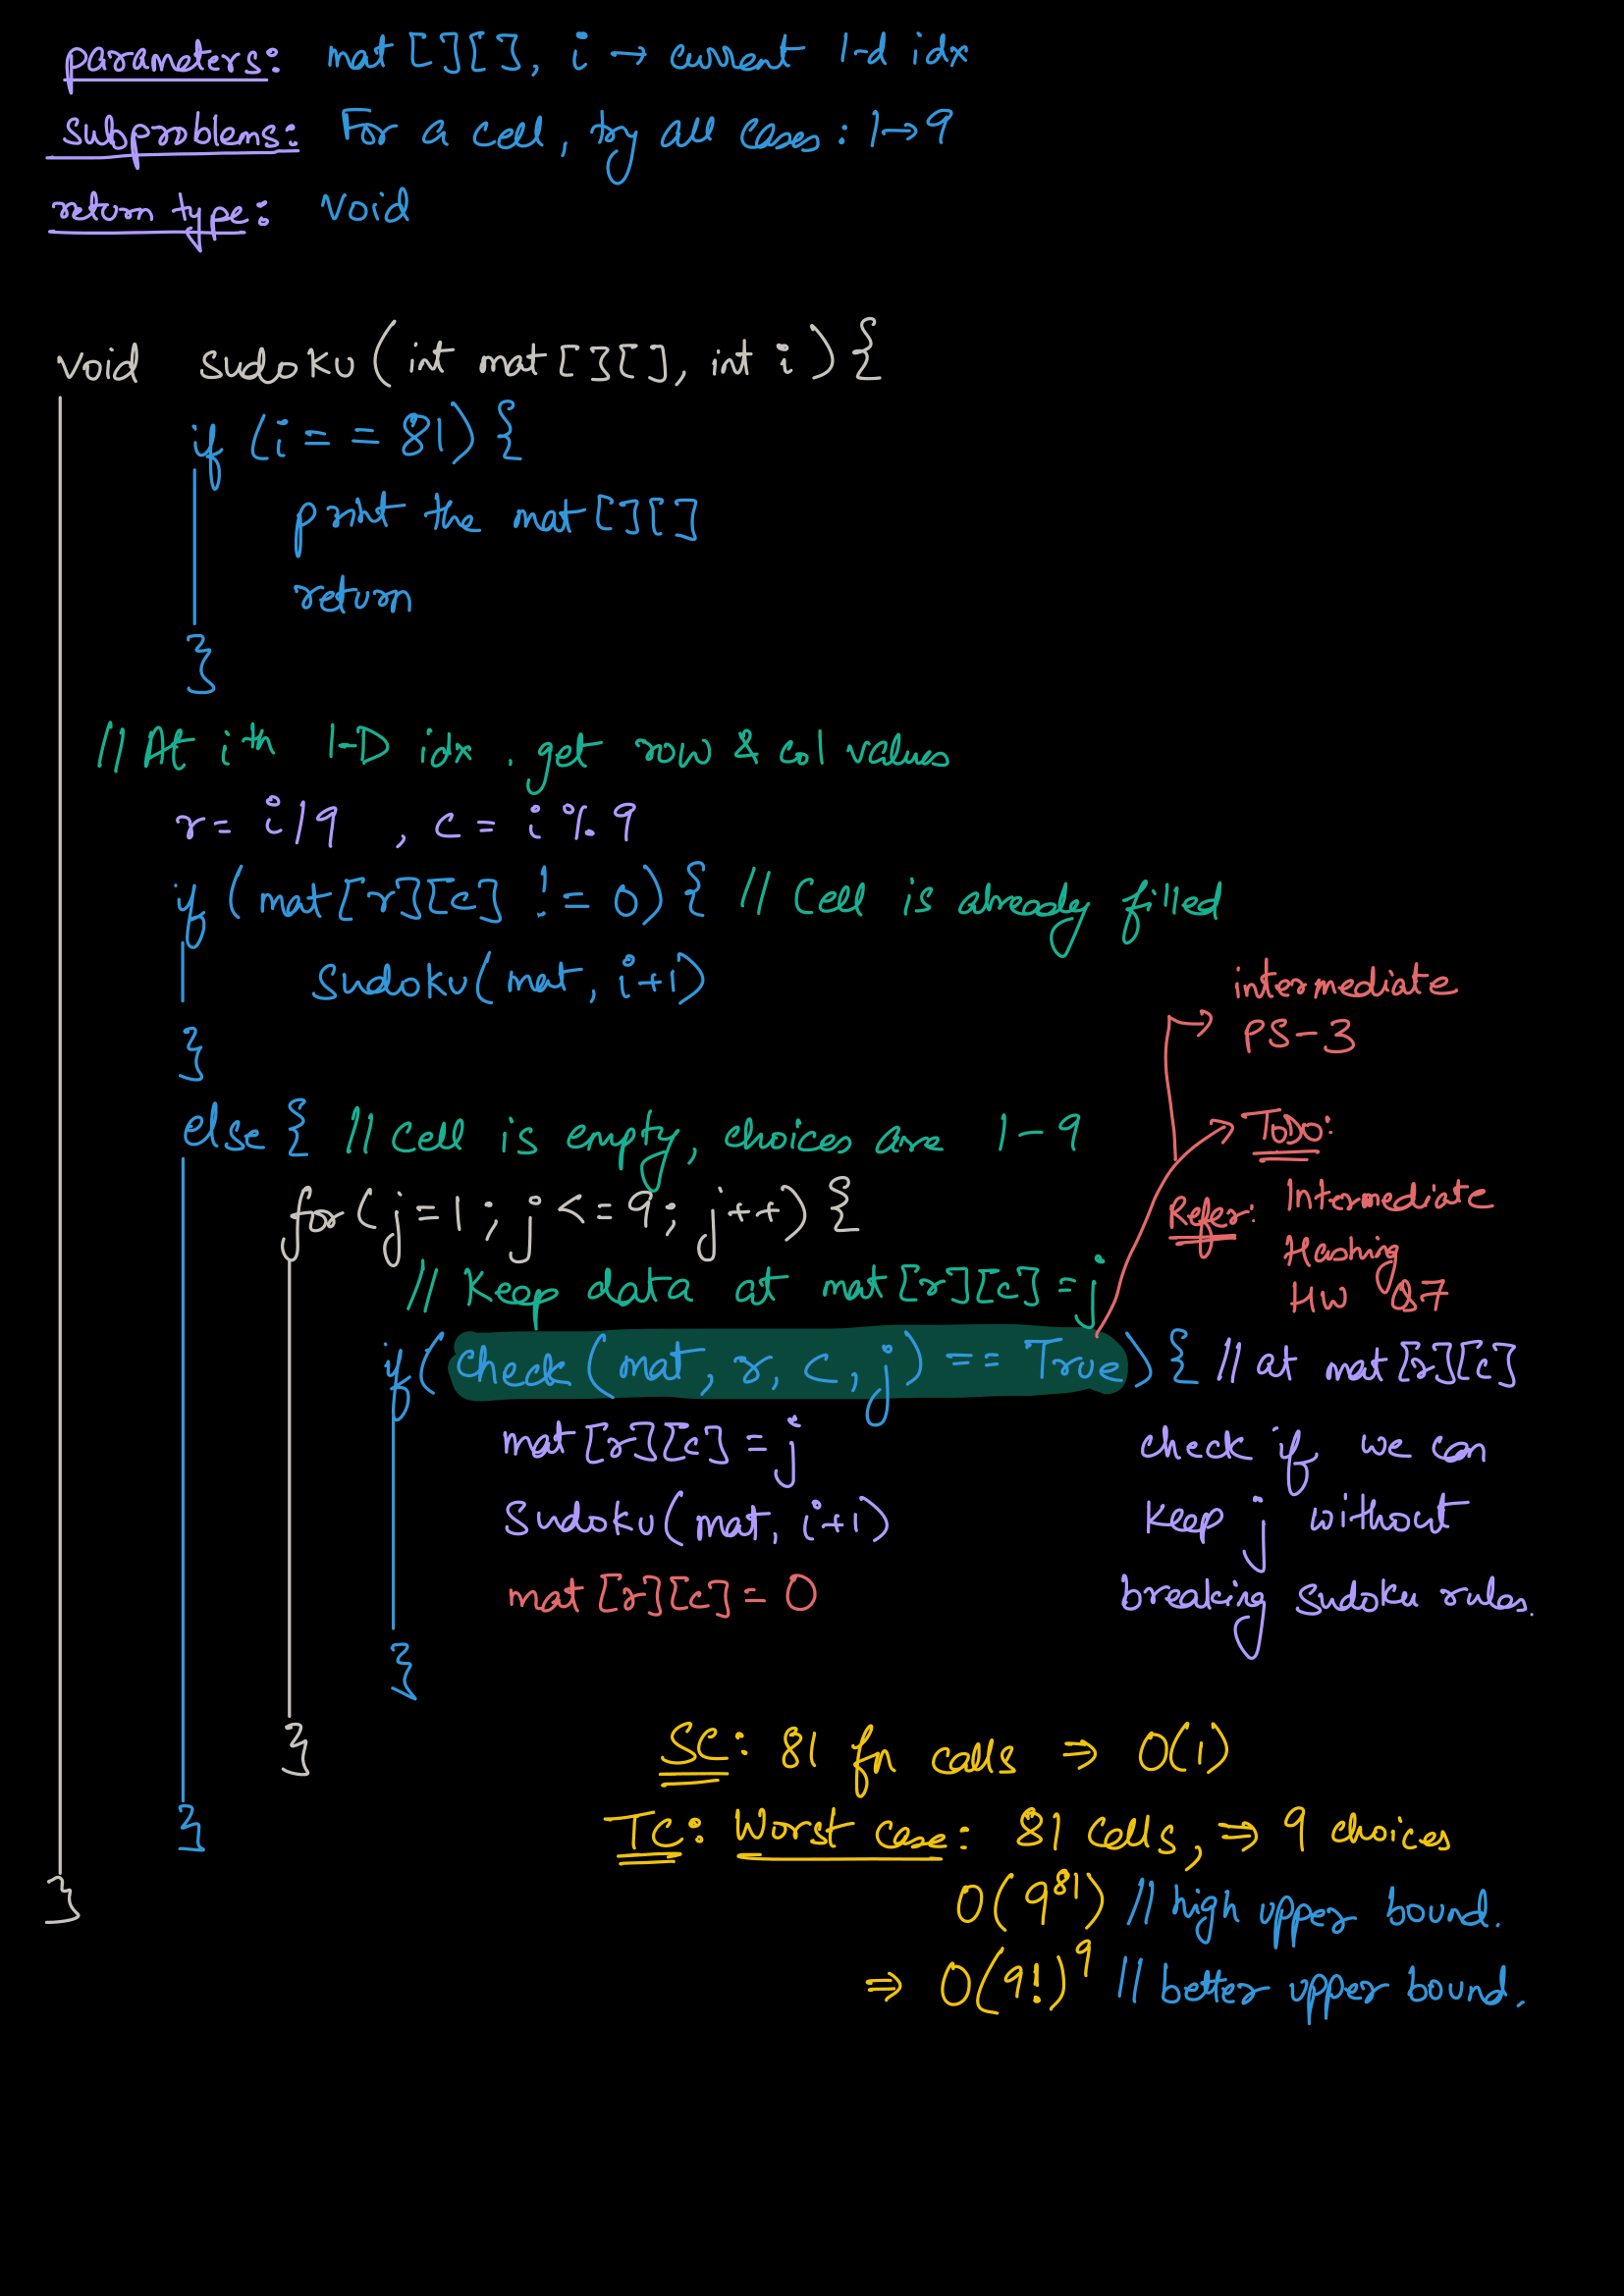 parameters: mat [][], i → current 1-d idx
subproblems: For a cell, try all cases : 1→9
return type: void
void sudoku (int mat [][], int i) {
if (i == 81) {
print the mat [][]
return
}
// At ith 1-D idx, get row & col values
r = i/9 , c = i % 9
if (mat[r][c] != 0) { // Cell is already filled
Sudoku(mat, i+1)
}
intermediate
PS-3
else { // Cell is empty, choices are 1-9
TODO:
for (j=1 ; j <= 9; j++) {
Refer: Intermediate
Hashing
HW Q7
// Keep data at mat [r][c] = j
if (check (mat, r, c, j) == True) { // at mat [r][c]
mat [r][c] = j check if we can
Sudoku(mat, i+1) keep j without
mat [r][c] = 0 breaking Sudoku rules.
}
}
SC: 81 fn calls ⇒ O(1)
}
TC: Worst case: 81 cells, ⇒ 9 choices
}
O(9^81) // high upper bound.
⇒ O(9!)^9 // better upper bound.